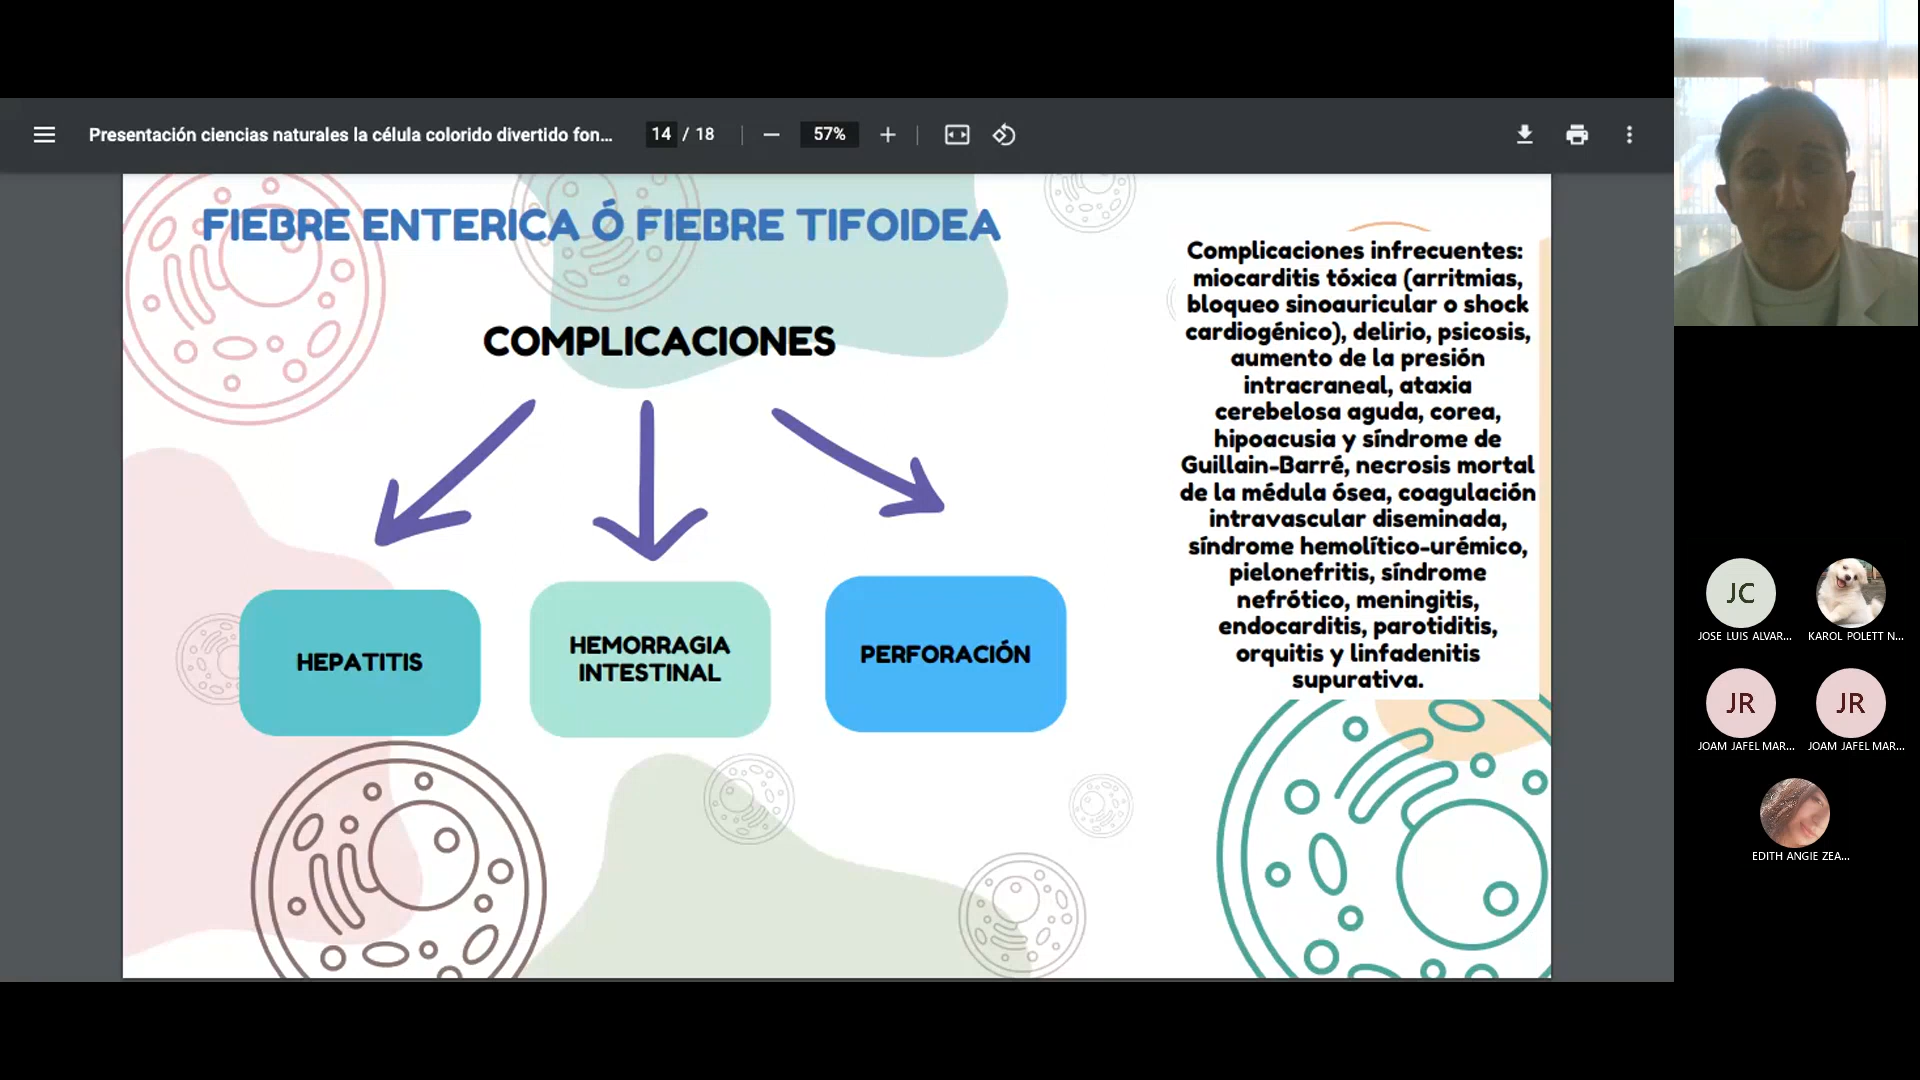 Presentación ciencias naturales la célula colorido divertido fon...
14 / 18
57%
FIEBRE ENTERICA Ó FIEBRE TIFOIDEA
COMPLICACIONES
HEPATITIS
HEMORRAGIA
INTESTINAL
PERFORACIÓN
Complicaciones infrecuentes:
miocarditis tóxica (arritmias,
bloqueo sinoauricular o shock
cardiogénico), delirio, psicosis,
aumento de la presión
intracraneal, ataxia
cerebelosa aguda, corea,
hipoacusia y síndrome de
Guillain-Barré, necrosis mortal
de la médula ósea, coagulación
intravascular diseminada,
síndrome hemolítico-urémico,
pielonefritis, síndrome
nefrótico, meningitis,
endocarditis, parotiditis,
orquitis y linfadenitis
supurativa.
JC
JOSE LUIS ALVAR...
KAROL POLETT N...
JR
JOAM JAFEL MAR...
JR
JOAM JAFEL MAR...
EDITH ANGIE ZEA...